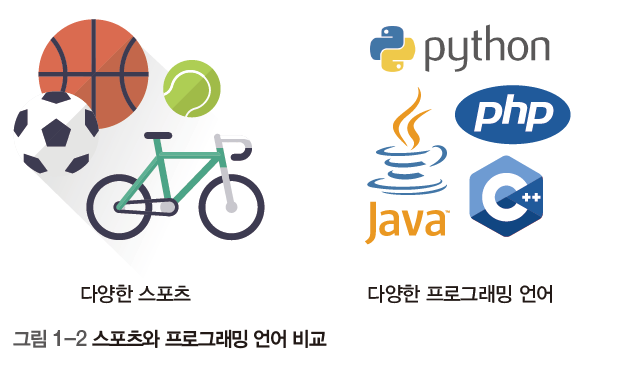 python
php
Java™
C++
다양한 스포츠
다양한 프로그래밍 언어
그림 1-2 스포츠와 프로그래밍 언어 비교